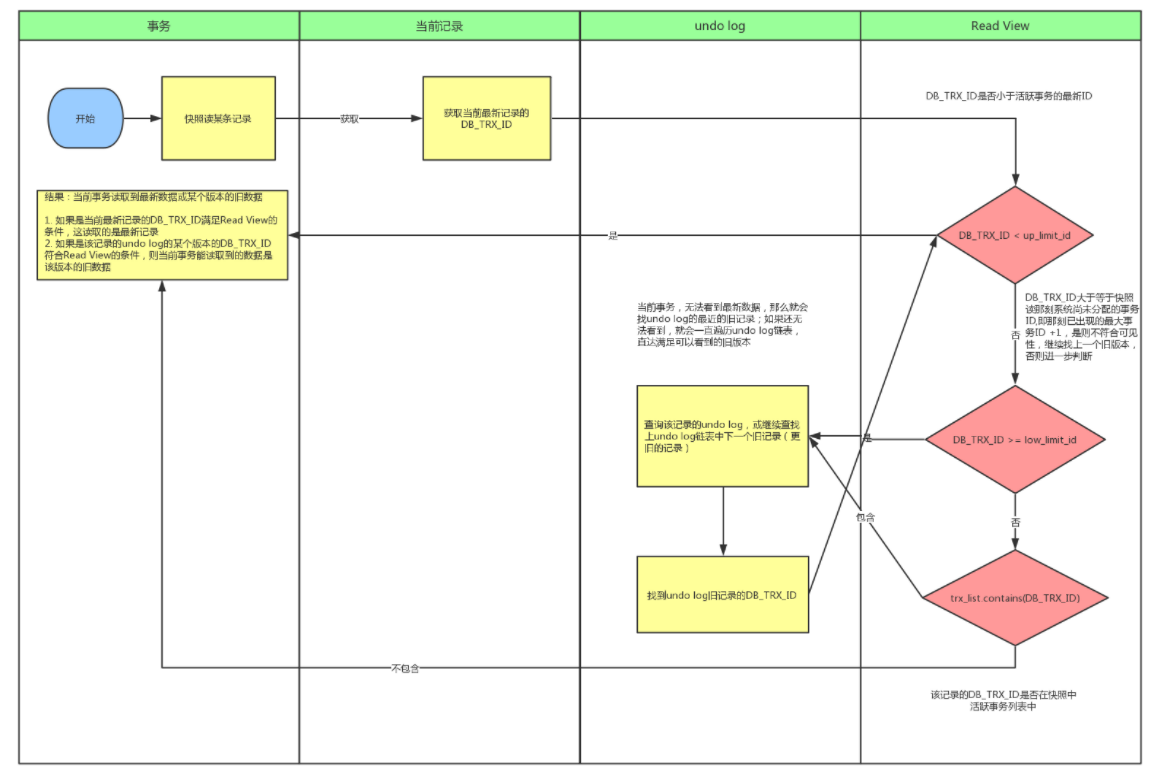 事务
当前记录
undo log
Read View
DB_TRX_ID是否小于活跃事务的最新ID
开始
快照读某条记录
获取
获取当前最新记录的
DB_TRX_ID
结果：当前事务读取到最新数据或某个版本的旧数据
1. 如果是当前最新记录的DB_TRX_ID满足Read View的
条件，这读取的是最新记录
2. 如果是该记录的undo log的某个版本的DB_TRX_ID
符合Read View的条件，则当前事务能读取到的数据是
该版本的旧数据
是
DB_TRX_ID < up_limit_id
当前事务，无法看到最新数据，那么就会
找undo log的最近的旧记录；如果还无
法看到，就会一直遍历undo log链表，
直达满足可以看到的旧版本
DB_TRX_ID大于等于快照
该那刻系统尚未分配的事务
ID,即那刻已出现的最大事
务ID +1，是则不符合可见
性，继续找上一个旧版本，
否则进一步判断
否
查询该记录的undo log，或继续查找
上undo log链表中下一个旧记录（更
旧的记录）
是
DB_TRX_ID >= low_limit_id
包含
否
找到undo log旧记录的DB_TRX_ID
trx_list.contains(DB_TRX_ID)
不包含
该记录的DB_TRX_ID是否在快照中
活跃事务列表中